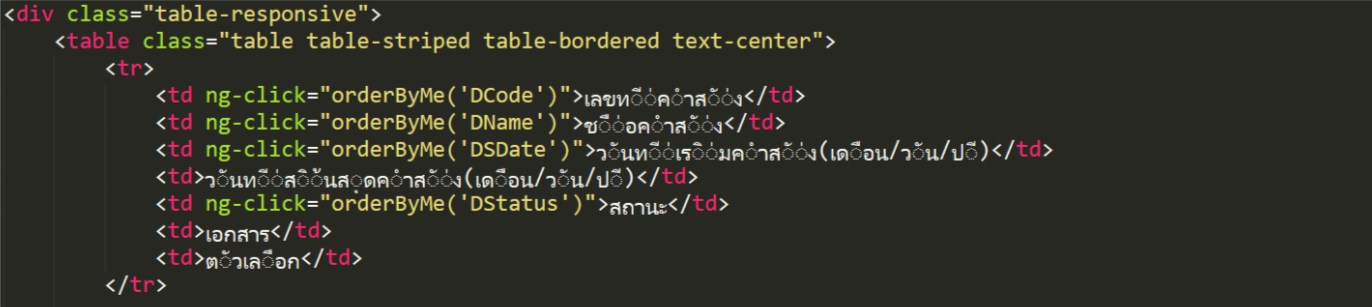 <div class="table-responsive">
<table class="table table-striped table-bordered text-center">
<tr>
<td ng-click="orderByMe('DCode')">เลขที่คำสั่ง</td>
<td ng-click="orderByMe('DName')">ชื่อคำสั่ง</td>
<td ng-click="orderByMe('DSDate')">วันที่เริ่มคำสั่ง(เดือน/วัน/ปี)</td>
<td>วันที่สิ้นสุดคำสั่ง(เดือน/วัน/ปี)</td>
<td ng-click="orderByMe('DStatus')">สถานะ</td>
<td>เอกสาร</td>
<td>ตัวเลือก</td>
</tr>